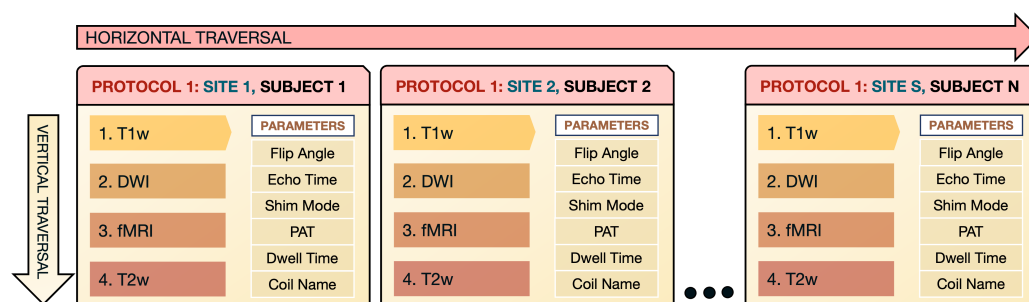 HORIZONTAL TRAVERSAL
VERTICAL TRAVERSAL
PROTOCOL 1: SITE 1, SUBJECT 1
1. T1w
2. DWI
3. fMRI
4. T2w
PARAMETERS
Flip Angle
Echo Time
Shim Mode
PAT
Dwell Time
Coil Name
PROTOCOL 1: SITE 2, SUBJECT 2
1. T1w
2. DWI
3. fMRI
4. T2w
PARAMETERS
Flip Angle
Echo Time
Shim Mode
PAT
Dwell Time
Coil Name
PROTOCOL 1: SITE S, SUBJECT N
1. T1w
2. DWI
3. fMRI
4. T2w
PARAMETERS
Flip Angle
Echo Time
Shim Mode
PAT
Dwell Time
Coil Name